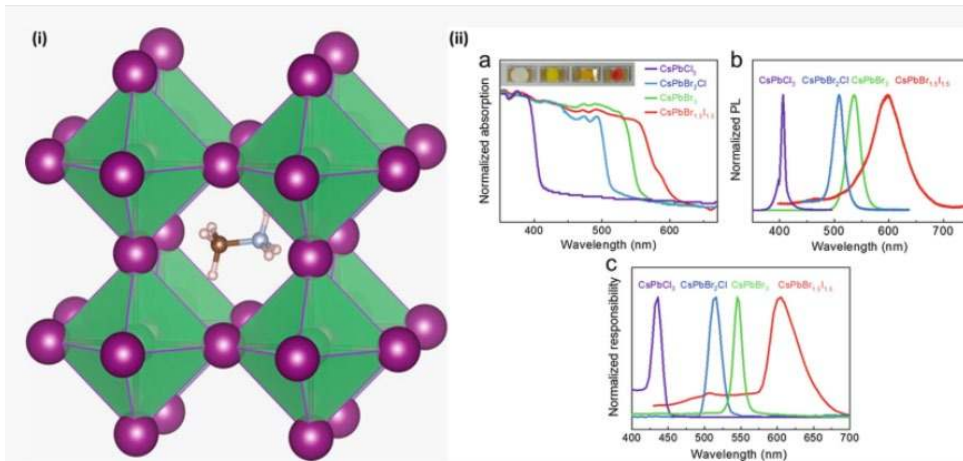 (i)
(ii)
a
CsPbCl₃
CsPbBr₂Cl
CsPbBr₃
CsPbBr₁.₅I₁.₅
Normalized absorption
400 500 600
Wavelength (nm)
b
CsPbCl₃ CsPbBr₂Cl CsPbBr₃ CsPbBr₁.₅I₁.₅
Normalized PL
400 500 600 700
Wavelength (nm)
c
CsPbCl₃ CsPbBr₂Cl CsPbBr₃ CsPbBr₁.₅I₁.₅
Normalized responsibility
400 450 500 550 600 650 700
Wavelength (nm)